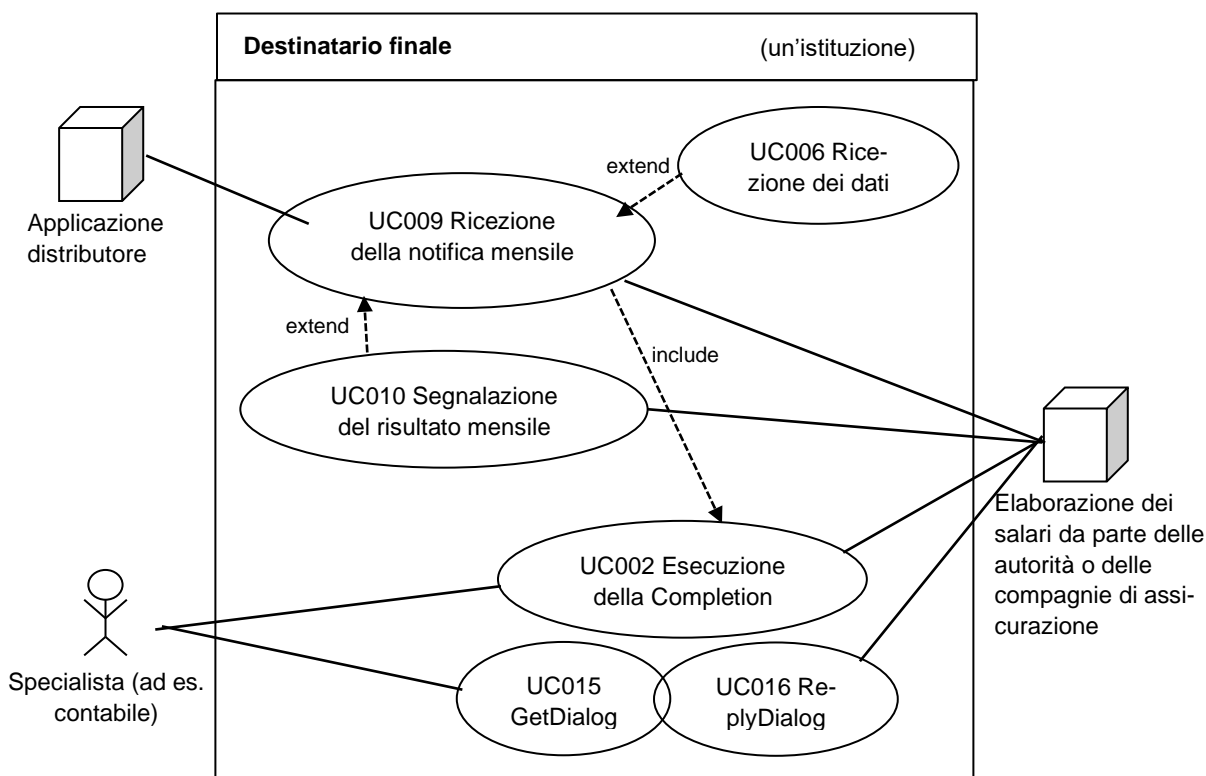 Destinatario finale (un'istituzione)
UC006 Rice-
zione dei dati
extend
Applicazione
distributore
UC009 Ricezione
della notifica mensile
extend
include
UC010 Segnalazione
del risultato mensile
Elaborazione dei
salari da parte delle
autorità o delle
compagnie di assi-
curazione
UC002 Esecuzione
della Completion
Specialista (ad es.
contabile)
UC015
GetDialog
UC016 Re-
plyDialog